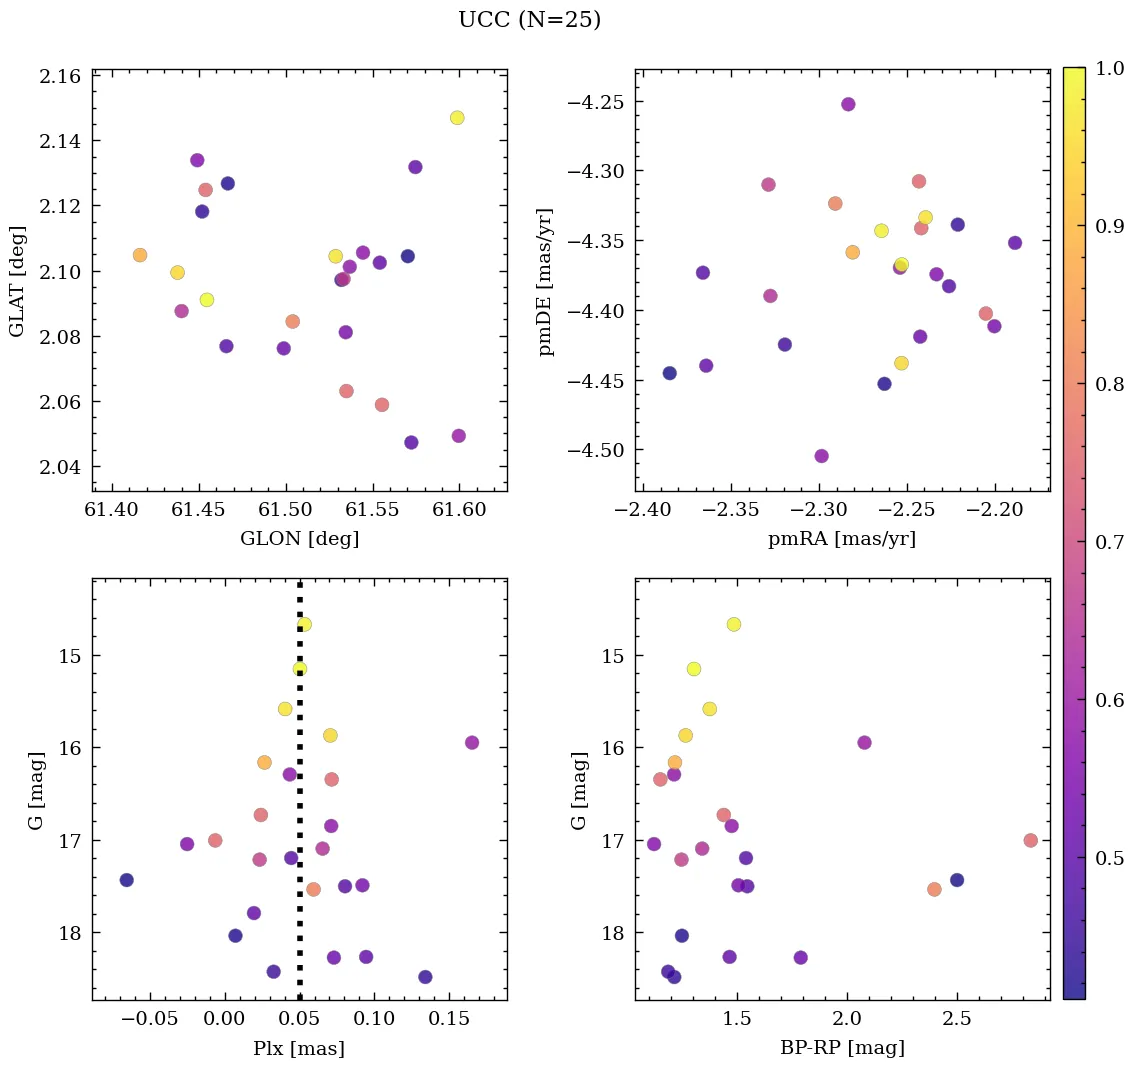 UCC (N=25)
2.16
2.14
2.12
2.10
2.08
2.06
2.04
GLAT [deg]
61.40 61.45 61.50 61.55 61.60
GLON [deg]
−4.25
−4.30
−4.35
−4.40
−4.45
−4.50
pmDE [mas/yr]
−2.40 −2.35 −2.30 −2.25 −2.20
pmRA [mas/yr]
15
16
17
18
G [mag]
−0.05 0.00 0.05 0.10 0.15
Plx [mas]
15
16
17
18
G [mag]
1.5 2.0 2.5
BP-RP [mag]
1.0
0.9
0.8
0.7
0.6
0.5